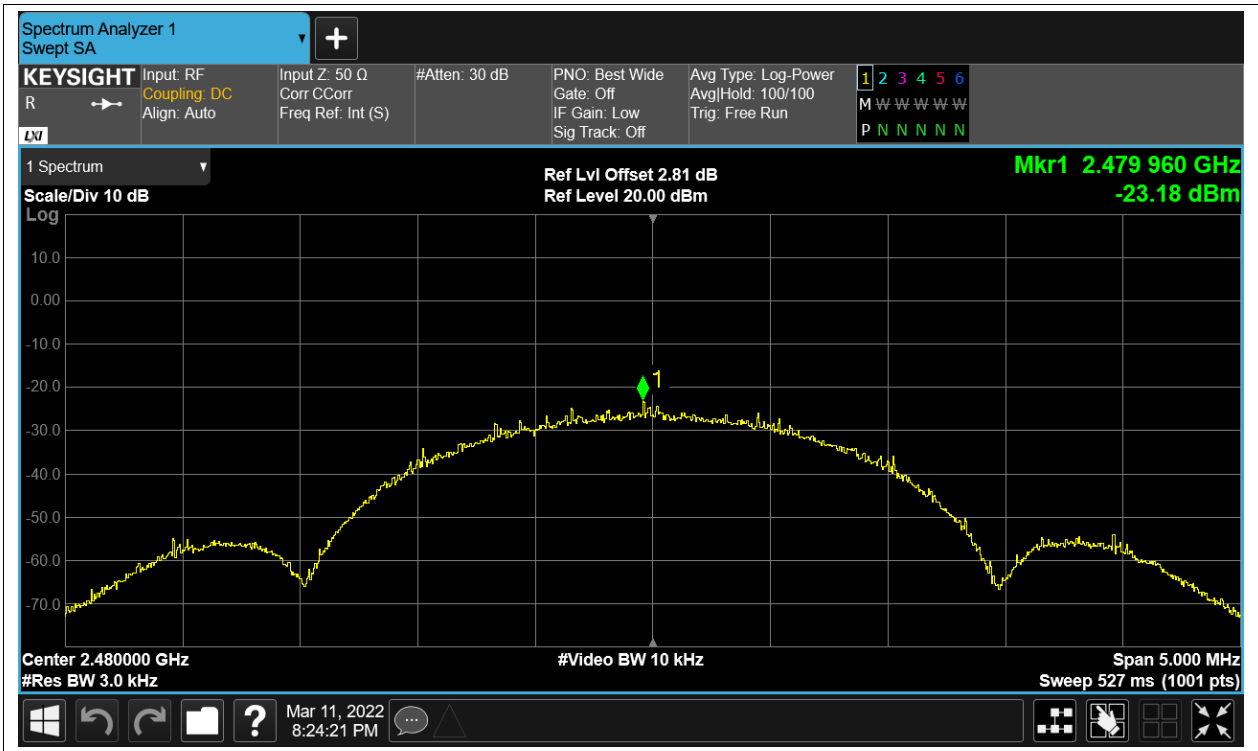 Spectrum Analyzer 1
Swept SA
KEYSIGHT
R
LXI
Input: RF
Coupling: DC
Align: Auto
Input Z: 50 Ω
Corr CCorr
Freq Ref: Int (S)
#Atten: 30 dB
PNO: Best Wide
Gate: Off
IF Gain: Low
Sig Track: Off
Avg Type: Log-Power
Avg|Hold: 100/100
Trig: Free Run
1 2 3 4 5 6
M W W W W W
P N N N N N
1 Spectrum
Scale/Div 10 dB
Log
Ref Lvl Offset 2.81 dB
Ref Level 20.00 dBm
Mkr1 2.479 960 GHz
-23.18 dBm
10.0
0.00
-10.0
-20.0
-30.0
-40.0
-50.0
-60.0
-70.0
1
Center 2.480000 GHz
#Res BW 3.0 kHz
#Video BW 10 kHz
Span 5.000 MHz
Sweep 527 ms (1001 pts)
?
Mar 11, 2022
8:24:21 PM